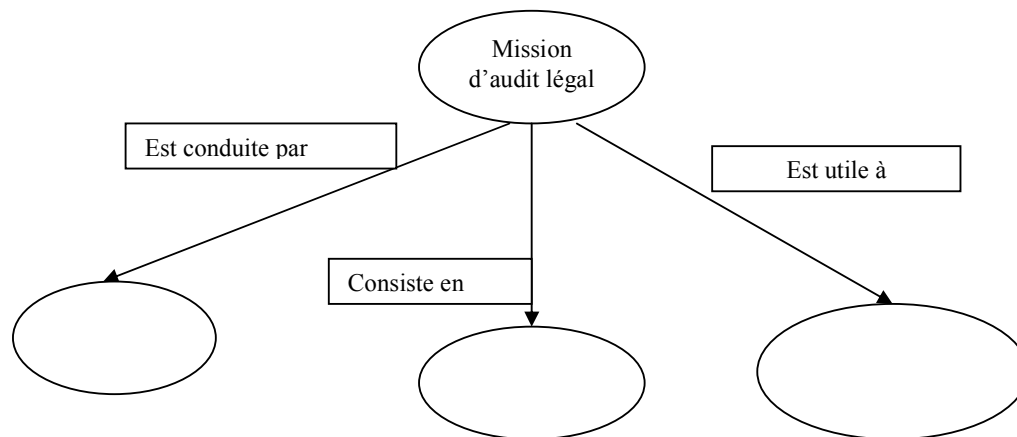 Mission
d’audit légal
Est conduite par
Est utile à
Consiste en